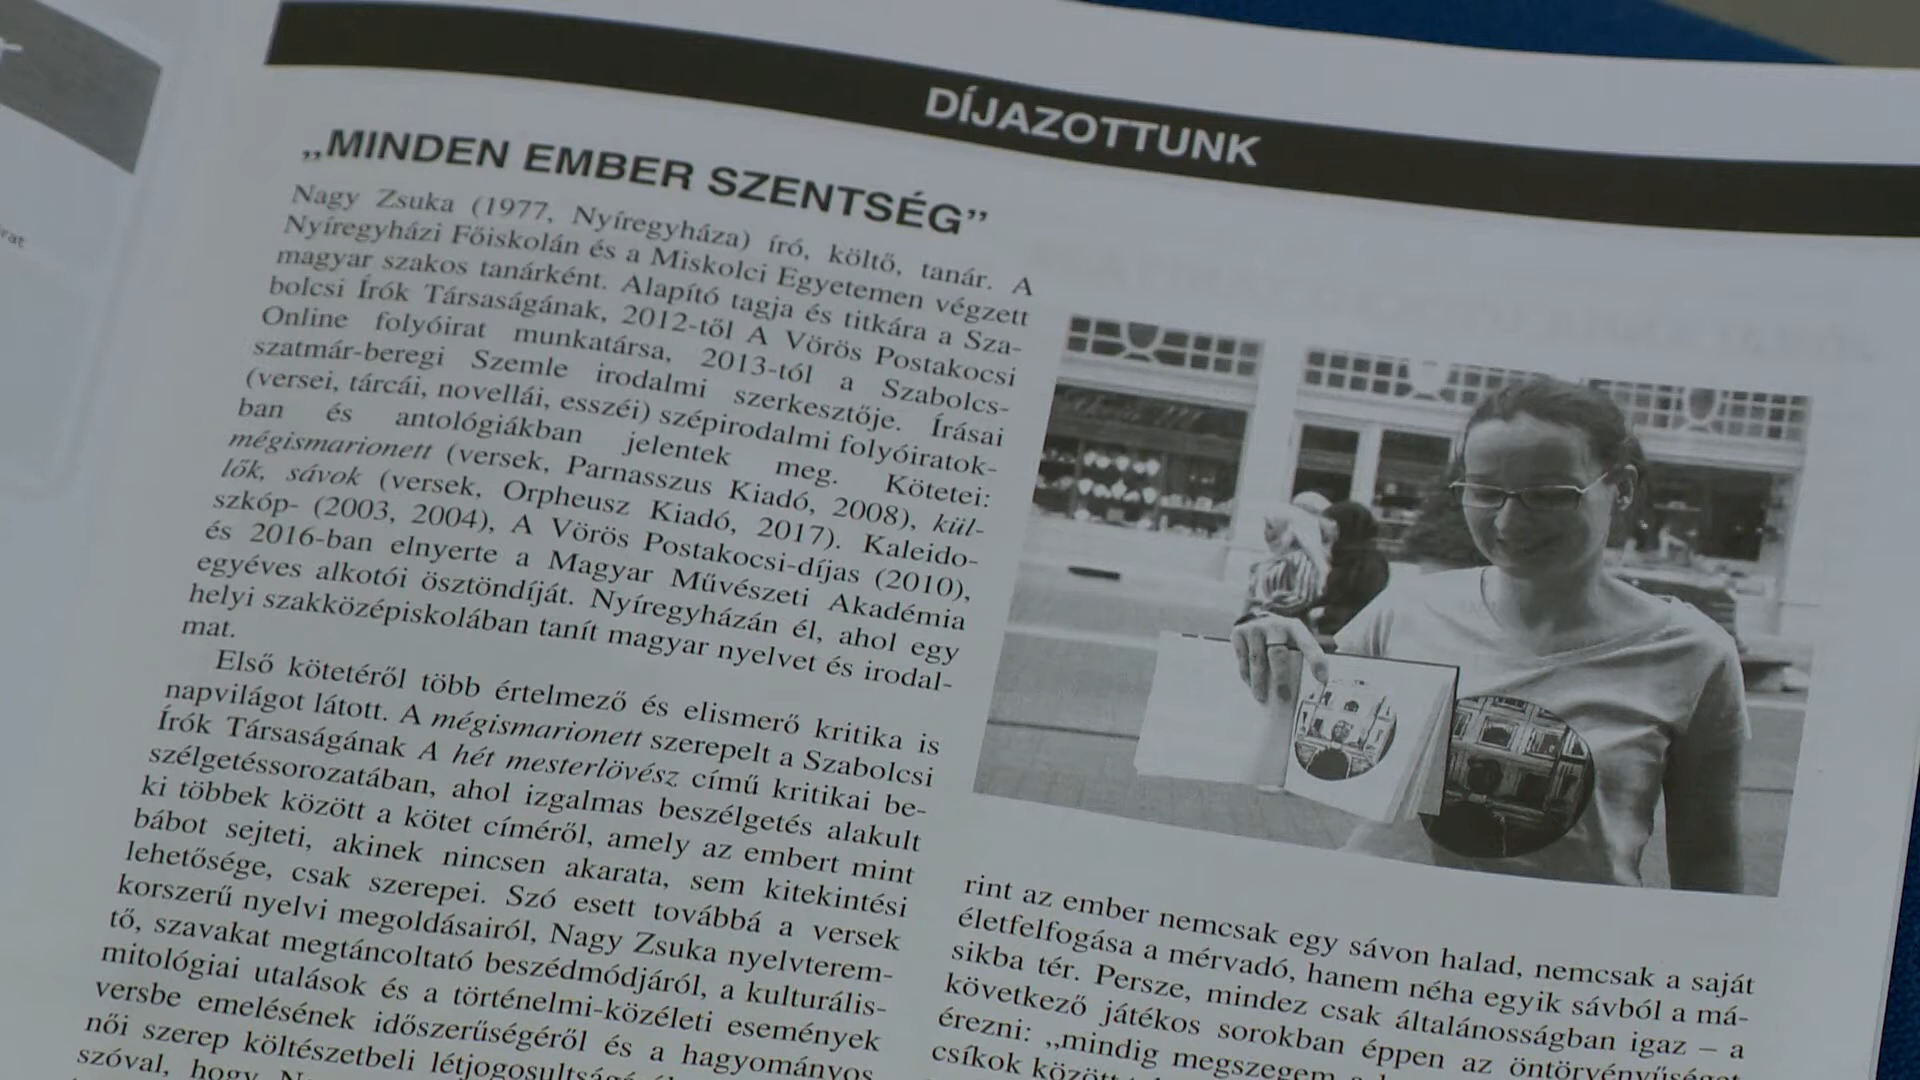 DÍJAZOTTUNK
„MINDEN EMBER SZENTSÉG”
Nagy Zsuka (1977, Nyíregyháza) író, költő, tanár. A
Nyíregyházi Főiskolán és a Miskolci Egyetemen végzett
magyar szakos tanárként. Alapító tagja és titkára a Sza-
bolcsi Írók Társaságának, 2012-től A Vörös Postakocsi
Online folyóirat munkatársa, 2013-tól a Szabolcs-
szatmár-beregi Szemle irodalmi szerkesztője. Írásai
(versei, tárcái, novellái, esszéi) szépirodalmi folyóiratok-
ban és antológiákban jelentek meg. Kötetei:
mégismarionett (versek, Parnasszus Kiadó, 2008), kül-
lők, sávok (versek, Orpheusz Kiadó, 2017). Kaleido-
szkóp- (2003, 2004), A Vörös Postakocsi-díjas (2010),
és 2016-ban elnyerte a Magyar Művészeti Akadémia
egyéves alkotói ösztöndíját. Nyíregyházán él, ahol egy
helyi szakközépiskolában tanít magyar nyelvet és irodal-
mat.
Első kötetéről több értelmező és elismerő kritika is
napvilágot látott. A mégismarionett szerepelt a Szabolcsi
Írók Társaságának A hét mesterlövész című kritikai be-
szélgetéssorozatában, ahol izgalmas beszélgetés alakult
ki többek között a kötet címéről, amely az embert mint
bábot sejteti, akinek nincsen akarata, sem kitekintési
lehetősége, csak szerepei. Szó esett továbbá a versek
korszerű nyelvi megoldásairól, Nagy Zsuka nyelvterem-
tő, szavakat megtáncoltató beszédmódjáról, a kulturális-
mitológiai utalások és a történelmi-közéleti események
versbe emelésének időszerűségéről és a hagyományos
női szerep költészetbeli
szóval, hogy
rint az ember nemcsak egy sávon halad, nemcsak a saját
életfelfogása a mérvadó, hanem néha egyik sávból a má-
sikba tér. Persze, mindez csak általánosságban igaz – a
következő játékos sorokban éppen az öntörvényűséget
érezni: „mindig megszegem
csíkok között